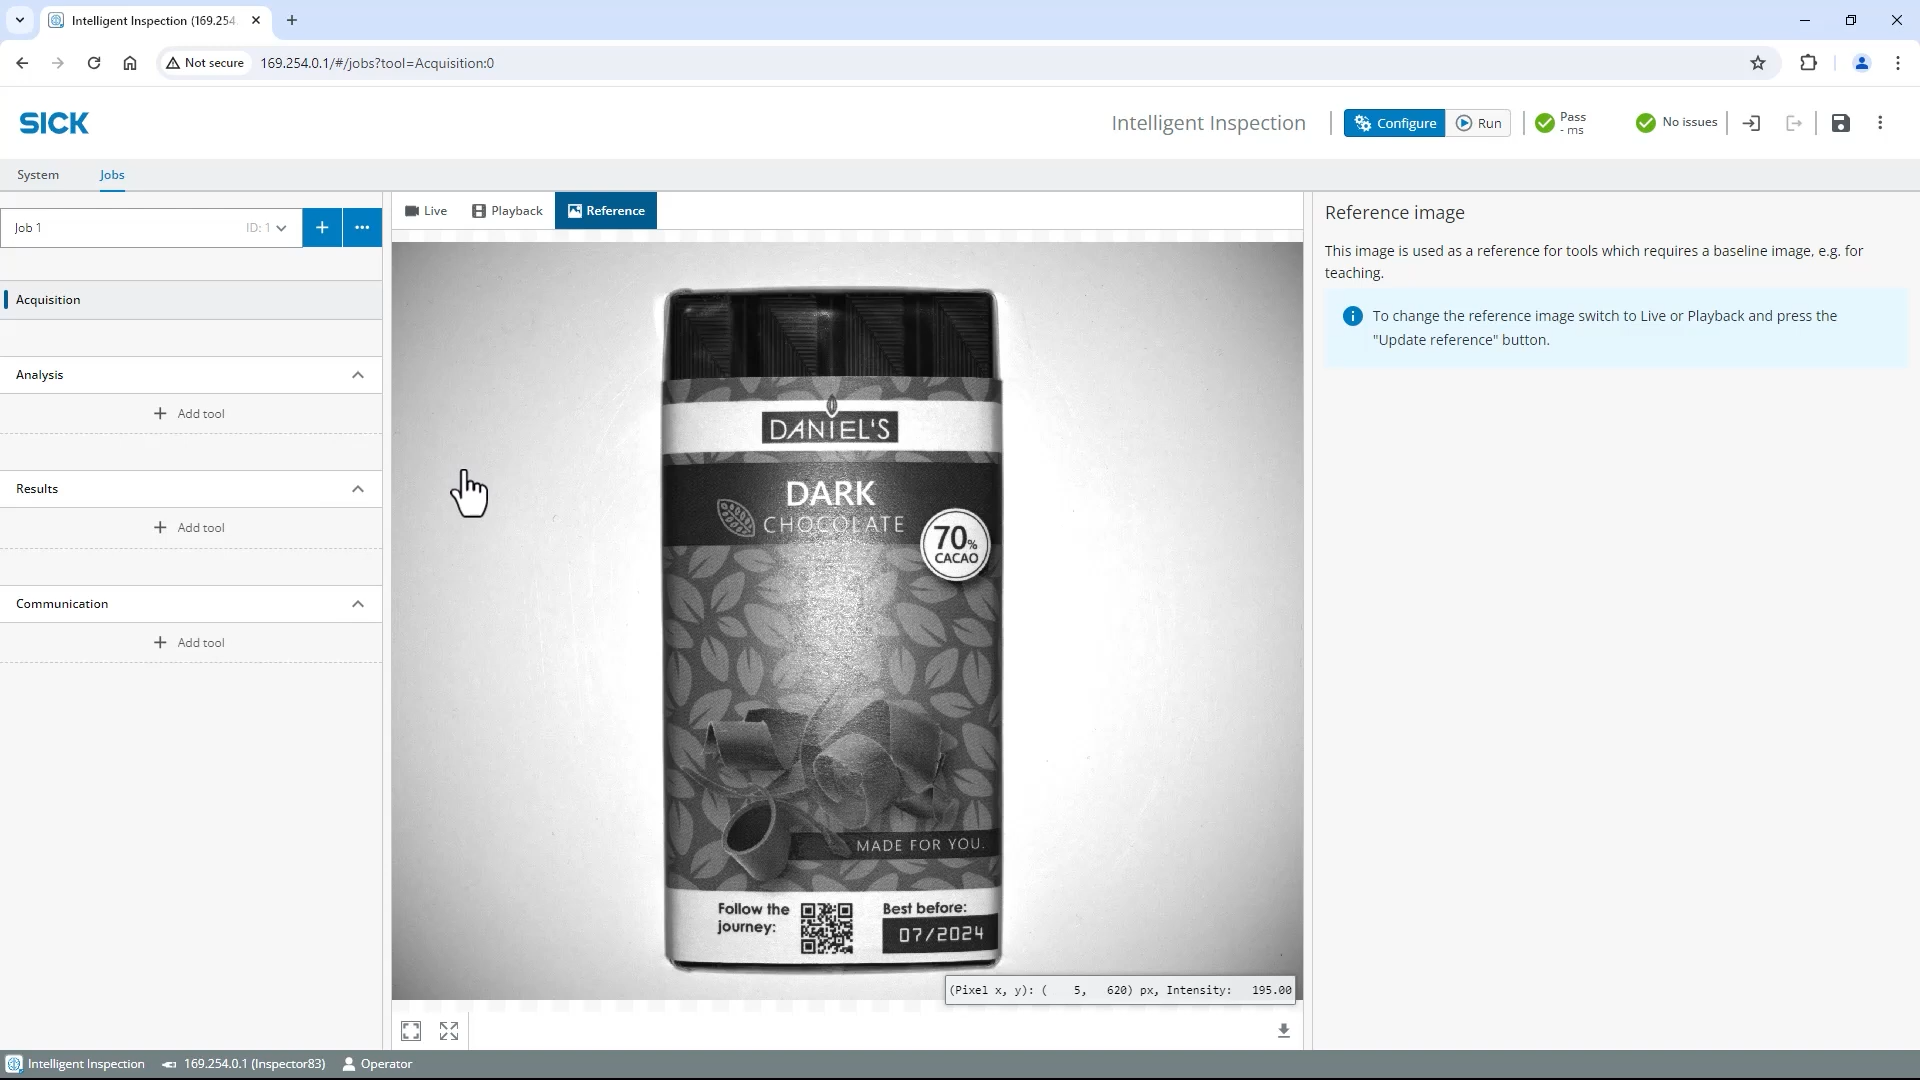 Intelligent Inspection (169.254
Not secure
169.254.0.1/#/jobs?tool=Acquisition:0
SICK
Intelligent Inspection
Configure
Run
Pass
- ms
No issues
System
Jobs
Job 1
ID: 1
Live
Playback
Reference
Reference image
This image is used as a reference for tools which requires a baseline image, e.g. for
teaching.
To change the reference image switch to Live or Playback and press the
"Update reference" button.
Acquisition
Analysis
Add tool
Results
Add tool
Communication
Add tool
DANIEL'S
DARK
CHOCOLATE
70%
CACAO
MADE FOR YOU.
Follow the
journey:
Best before:
07/2024
(Pixel x, y): ( 5, 620) px, Intensity: 195.00
Intelligent Inspection
169.254.0.1 (Inspector83)
Operator